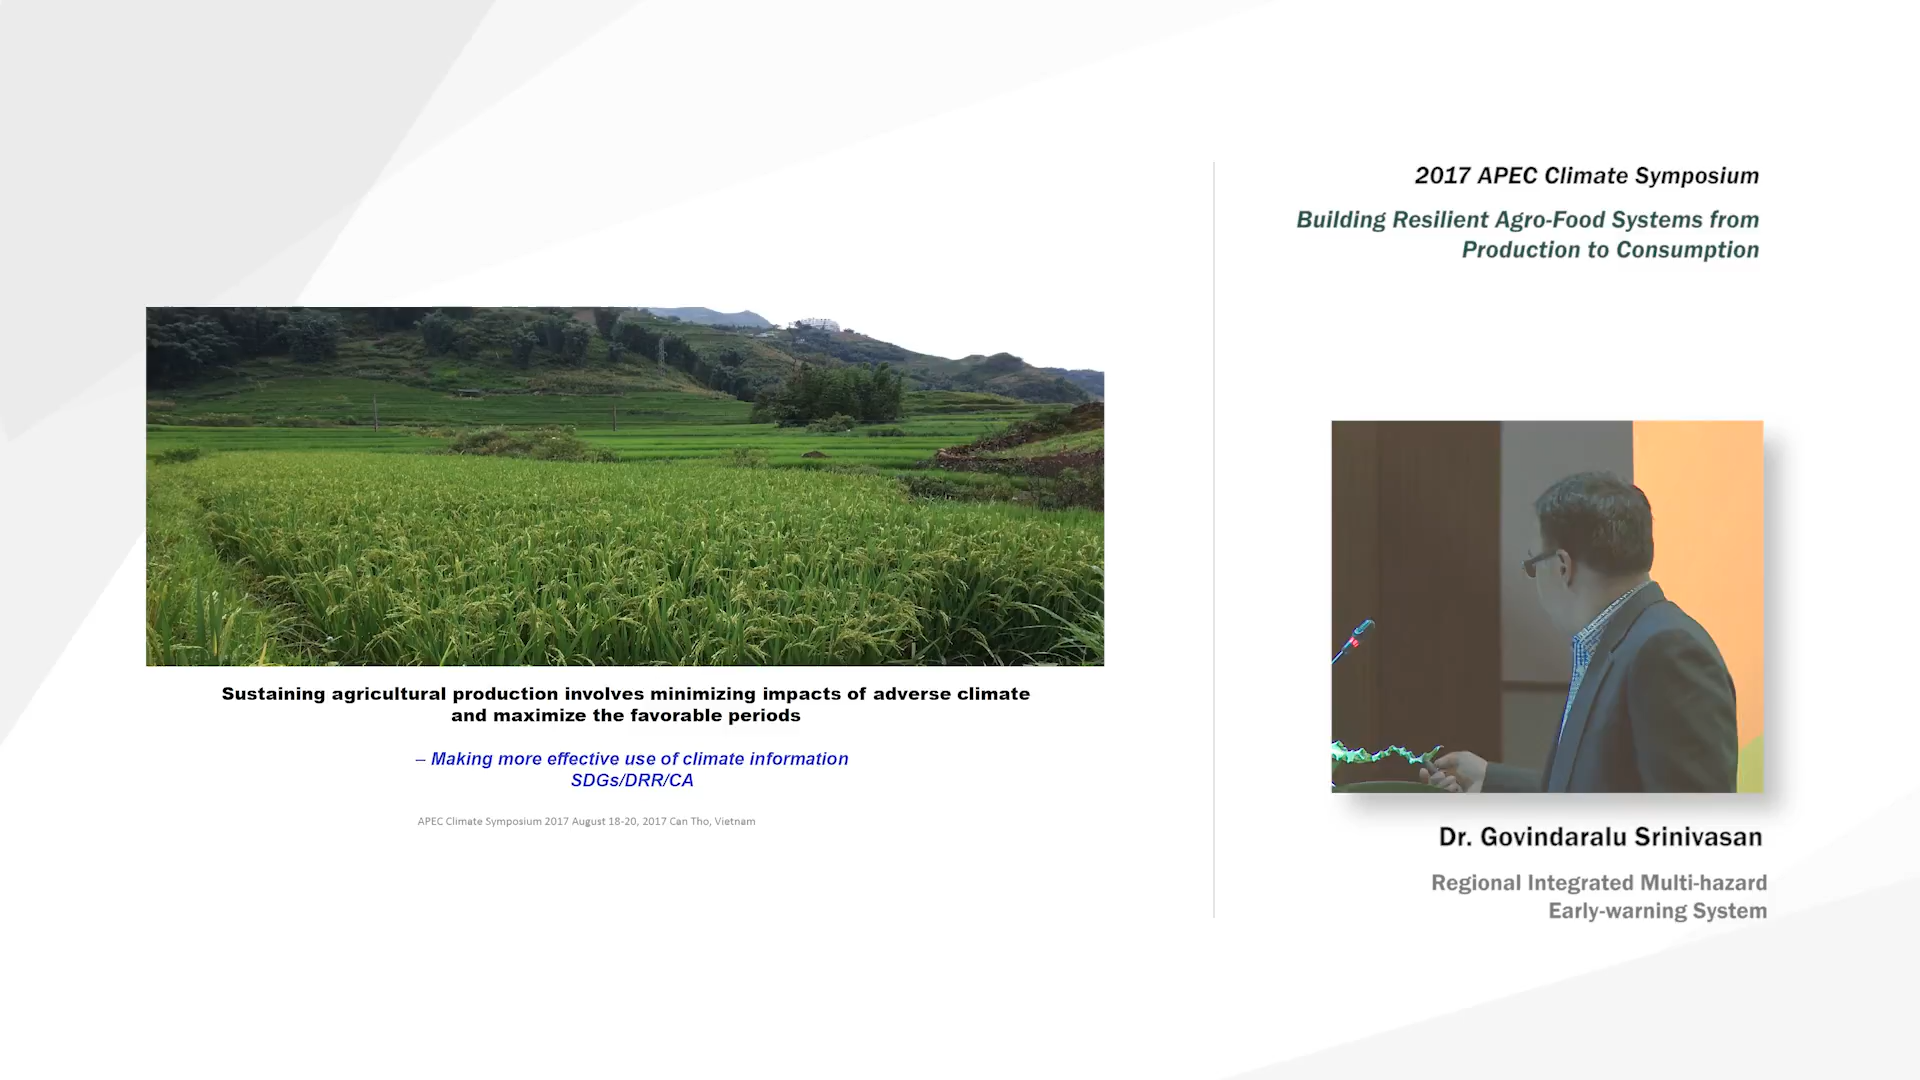 2017 APEC Climate Symposium
Building Resilient Agro-Food Systems from
Production to Consumption
Sustaining agricultural production involves minimizing impacts of adverse climate
and maximize the favorable periods
– Making more effective use of climate information
SDGs/DRR/CA
APEC Climate Symposium 2017 August 18-20, 2017 Can Tho, Vietnam
Dr. Govindaralu Srinivasan
Regional Integrated Multi-hazard
Early-warning System